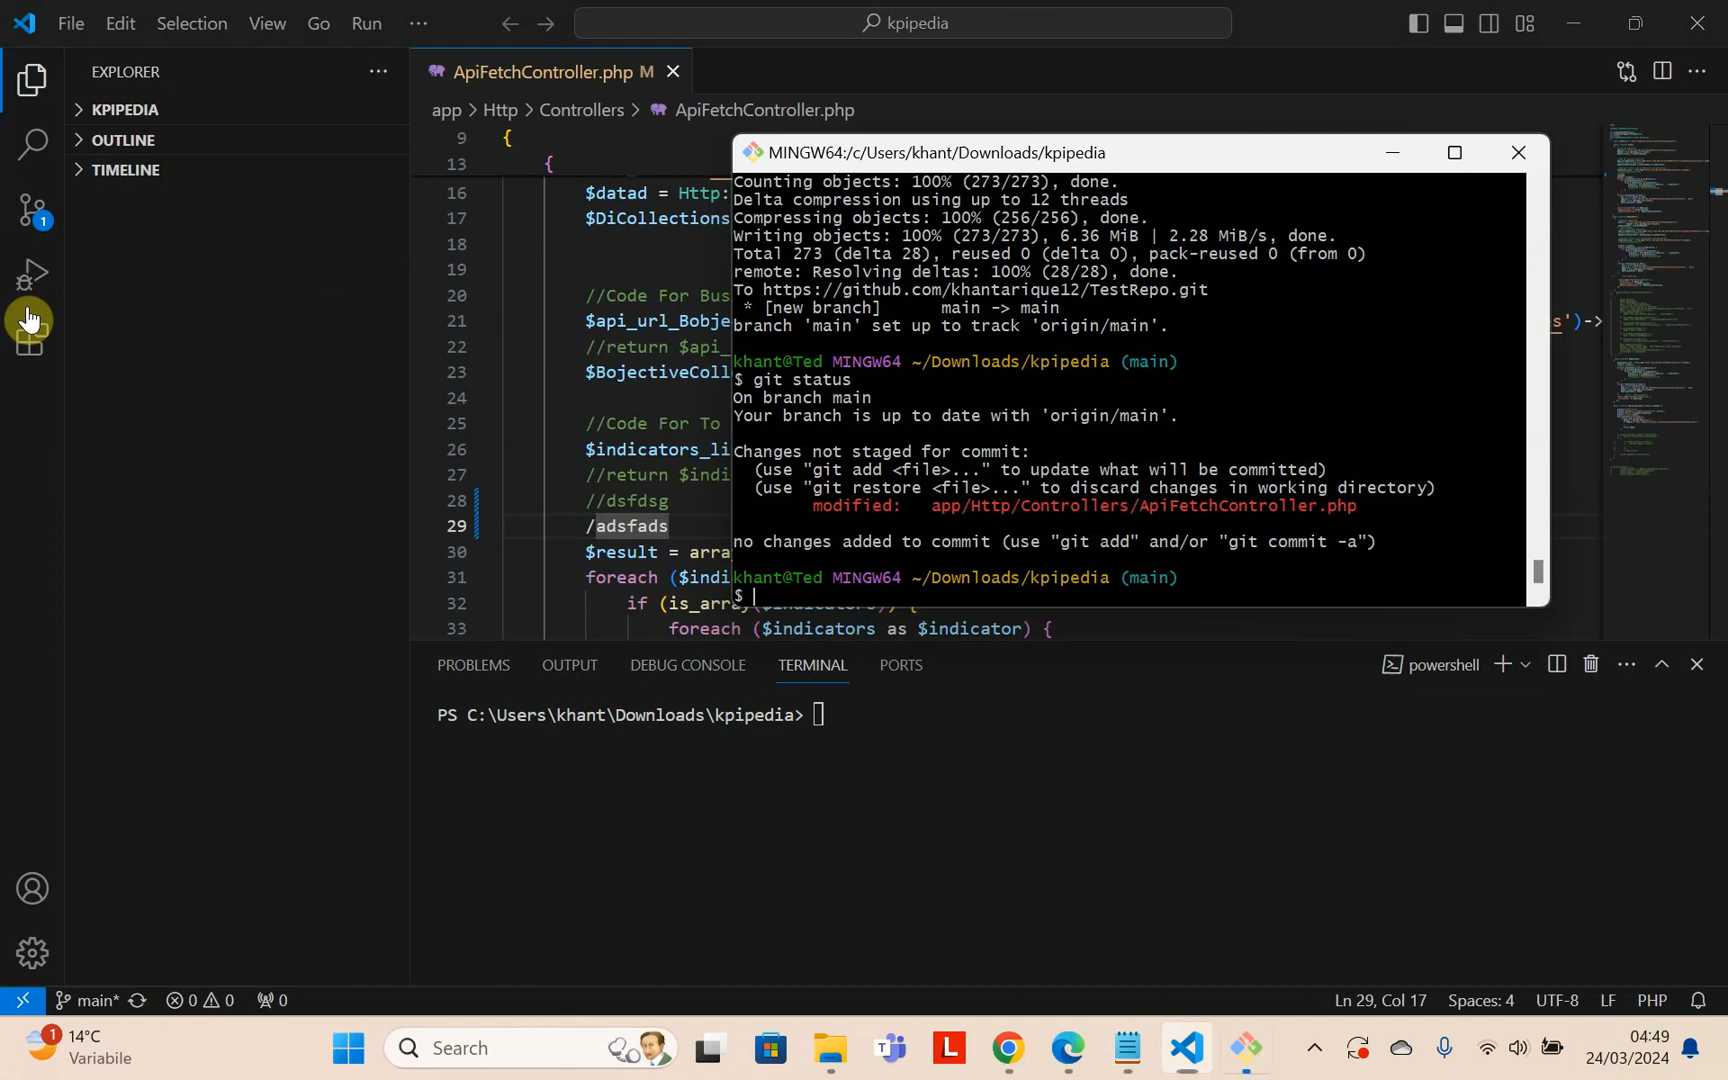 File Edit Selection View Go Run ··· kpipedia
EXPLORER ···
KPIPEDIA
OUTLINE
TIMELINE
1
ApiFetchController.php M
app > Http > Controllers > ApiFetchController.php
9 {
13 {
16 $datad = Http:
17 $DiCollections
18
19
20 //Code For Bus
21 $api_url_Bobje s')->
22 //return $api_
23 $BojectiveColl
24
25 //Code For To
26 $indicators_li
27 //return $indi
28 //dsfdsg
29 /adsfads
30 $result = arra
31 foreach ($indi
32 if (is_array($indicators)) {
33 foreach ($indicators as $indicator) {
MINGW64:/c/Users/khant/Downloads/kpipedia
Counting objects: 100% (273/273), done.
Delta compression using up to 12 threads
Compressing objects: 100% (256/256), done.
Writing objects: 100% (273/273), 6.36 MiB | 2.28 MiB/s, done.
Total 273 (delta 28), reused 0 (delta 0), pack-reused 0 (from 0)
remote: Resolving deltas: 100% (28/28), done.
To https://github.com/khantarique12/TestRepo.git
* [new branch] main -> main
branch 'main' set up to track 'origin/main'.
khant@Ted MINGW64 ~/Downloads/kpipedia (main)
$ git status
On branch main
Your branch is up to date with 'origin/main'.
Changes not staged for commit:
(use "git add <file>..." to update what will be committed)
(use "git restore <file>..." to discard changes in working directory)
modified: app/Http/Controllers/ApiFetchController.php
no changes added to commit (use "git add" and/or "git commit -a")
khant@Ted MINGW64 ~/Downloads/kpipedia (main)
$
PROBLEMS OUTPUT DEBUG CONSOLE TERMINAL PORTS powershell
PS C:\Users\khant\Downloads\kpipedia>
main* 0 0 0 Ln 29, Col 17 Spaces: 4 UTF-8 LF PHP
1 14°C
Variabile
Search
L
04:49
24/03/2024